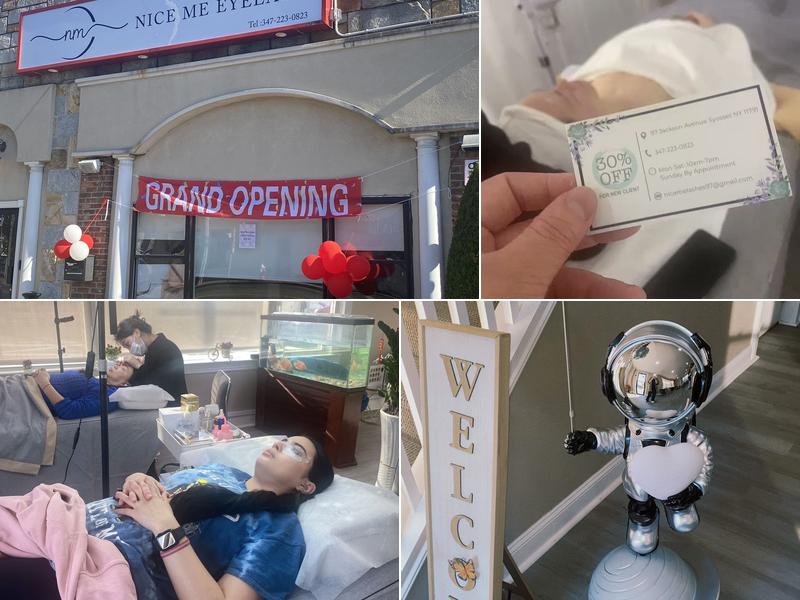 nm
NICE ME EYELA
Tel :347-223-0823
GRAND OPENING
30%
OFF
FOR NEW CLIENT
97 Jackson Avenue Syosset NY 11791
347-223-0823
Mon-Sat :10am-7pm
Sunday By Appointment
nicemelashes97@gmail.com
WELCO